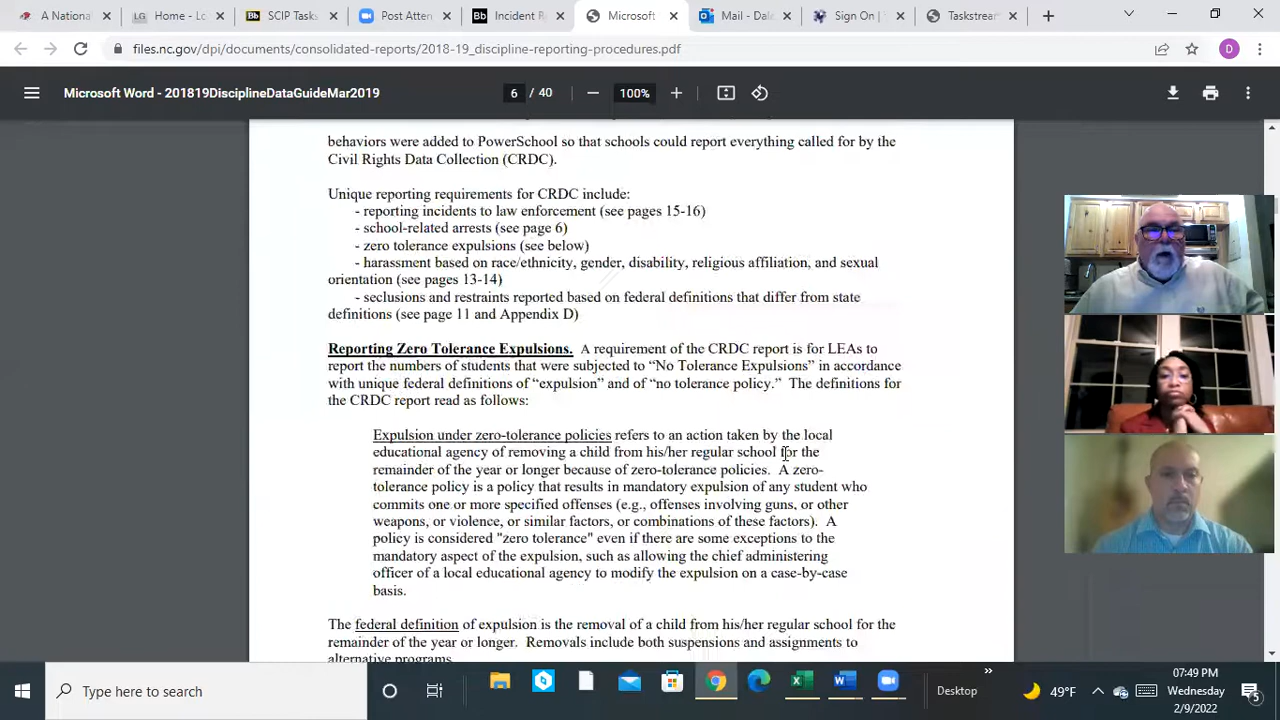 A National
LG
Home - Lo
Bb
SCIP Tasks
Post Atten
Bb
Incident R
Microsoft
Mail - Dale
Sign On |
Taskstream
files.nc.gov/dpi/documents/consolidated-reports/2018-19_discipline-reporting-procedures.pdf
D
Microsoft Word - 201819DisciplineDataGuideMar2019
6 / 40
100%
behaviors were added to PowerSchool so that schools could report everything called for by the
Civil Rights Data Collection (CRDC).
Unique reporting requirements for CRDC include:
- reporting incidents to law enforcement (see pages 15-16)
- school-related arrests (see page 6)
- zero tolerance expulsions (see below)
- harassment based on race/ethnicity, gender, disability, religious affiliation, and sexual
orientation (see pages 13-14)
- seclusions and restraints reported based on federal definitions that differ from state
definitions (see page 11 and Appendix D)
Reporting Zero Tolerance Expulsions. A requirement of the CRDC report is for LEAs to
report the numbers of students that were subjected to “No Tolerance Expulsions” in accordance
with unique federal definitions of “expulsion” and of “no tolerance policy.” The definitions for
the CRDC report read as follows:
Expulsion under zero-tolerance policies refers to an action taken by the local
educational agency of removing a child from his/her regular school for the
remainder of the year or longer because of zero-tolerance policies. A zero-
tolerance policy is a policy that results in mandatory expulsion of any student who
commits one or more specified offenses (e.g., offenses involving guns, or other
weapons, or violence, or similar factors, or combinations of these factors). A
policy is considered "zero tolerance" even if there are some exceptions to the
mandatory aspect of the expulsion, such as allowing the chief administering
officer of a local educational agency to modify the expulsion on a case-by-case
basis.
The federal definition of expulsion is the removal of a child from his/her regular school for the
remainder of the year or longer. Removals include both suspensions and assignments to
alternative programs.
Type here to search
Desktop
49°F
07:49 PM
Wednesday
2/9/2022
5